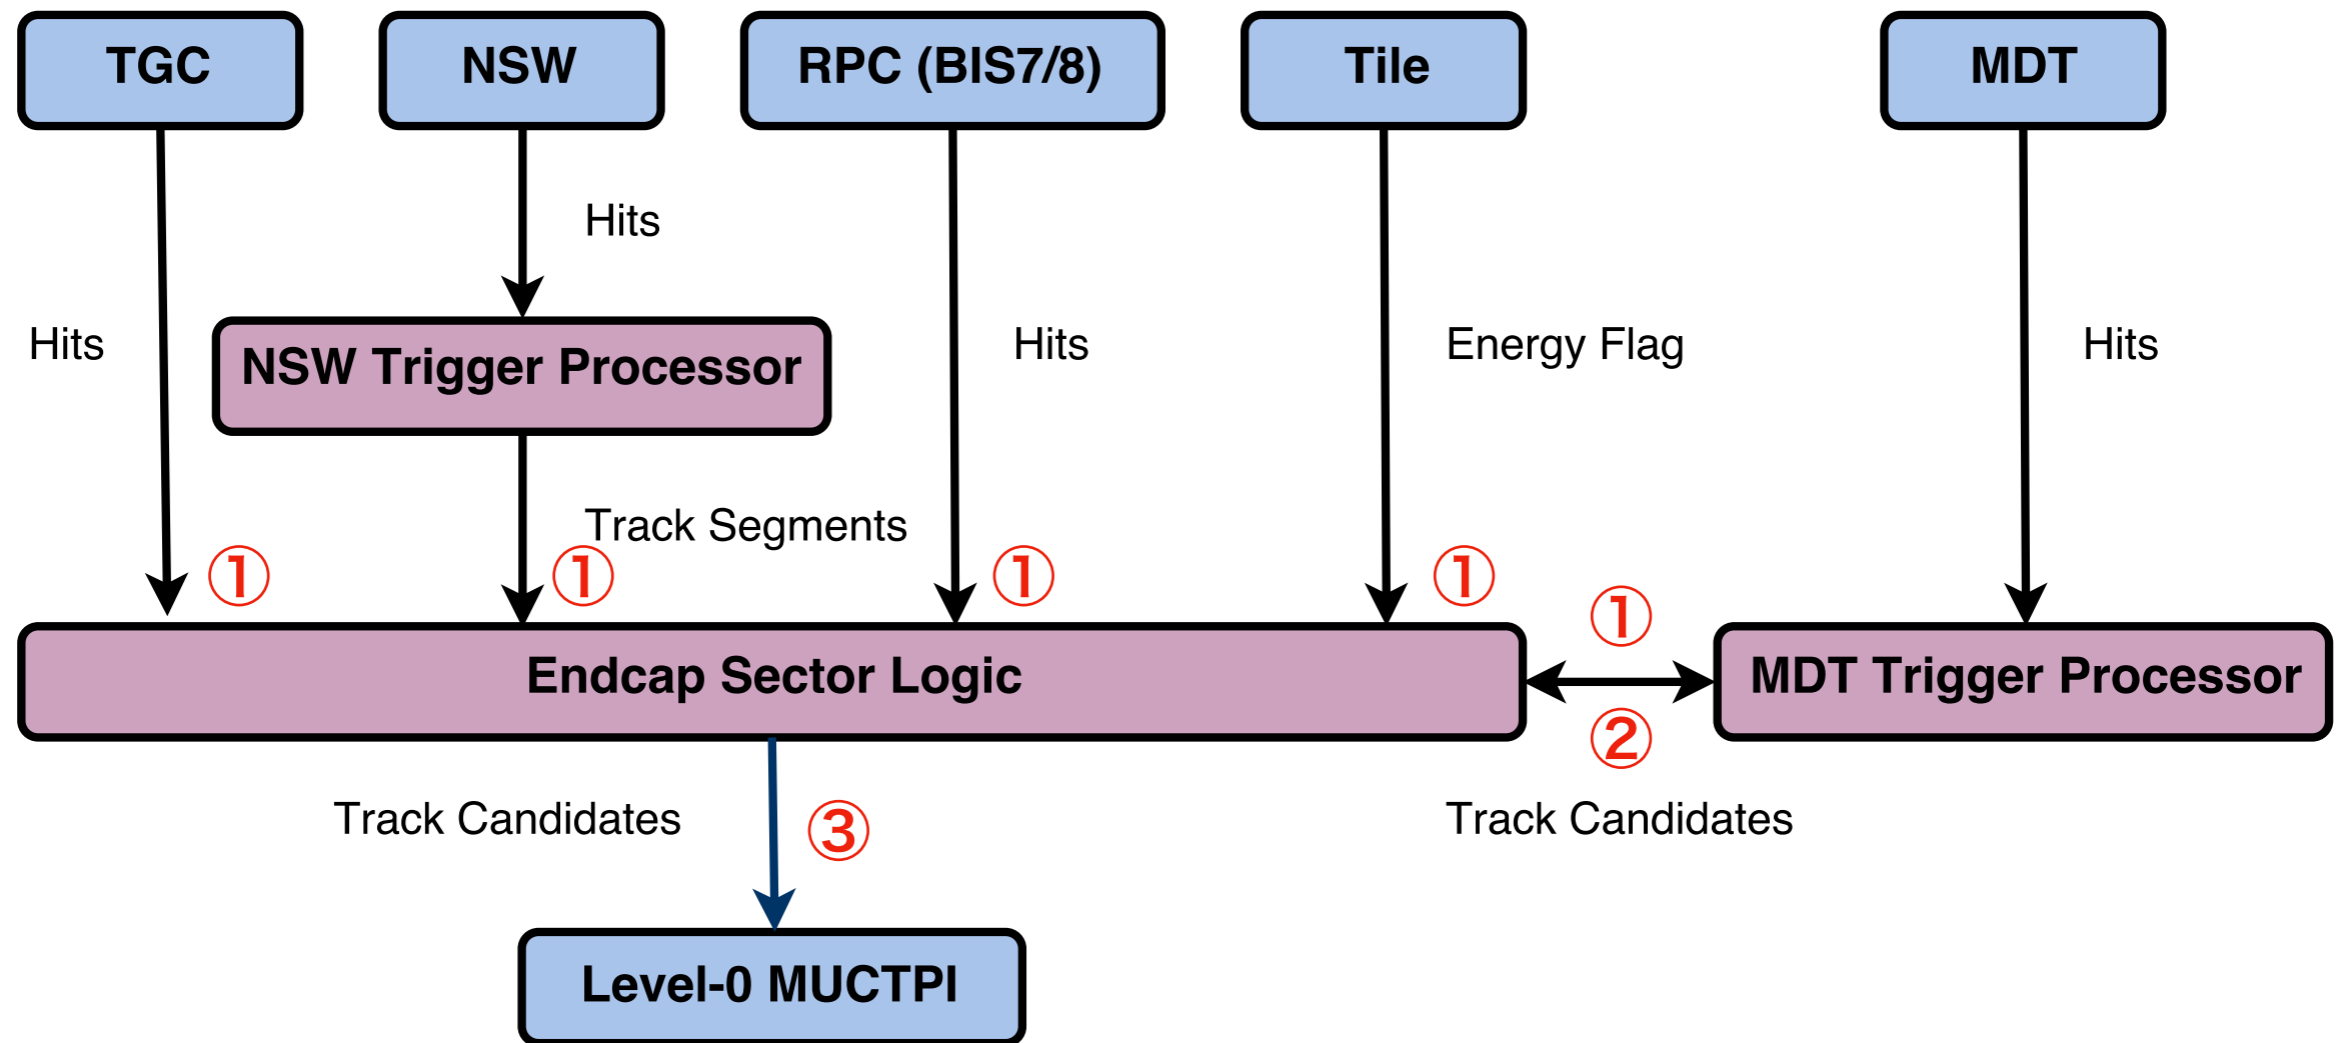 TGC
NSW
RPC (BIS7/8)
Tile
MDT
Hits
Hits
NSW Trigger Processor
Hits
Energy Flag
Hits
Track Segments
①
①
①
①
①
Endcap Sector Logic
MDT Trigger Processor
②
Track Candidates
③
Track Candidates
Level-0 MUCTPI